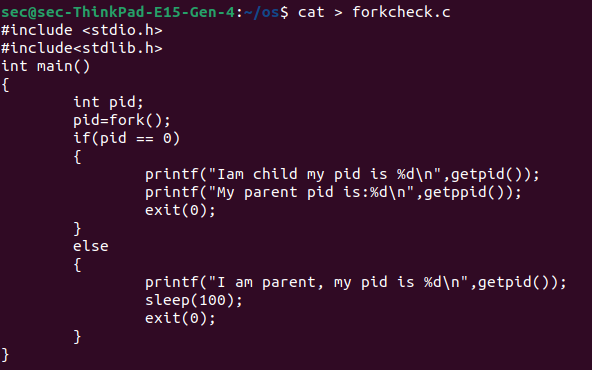 sec@sec-ThinkPad-E15-Gen-4:~/os$ cat > forkcheck.c
#include <stdio.h>
#include<stdlib.h>
int main()
{
        int pid;
        pid=fork();
        if(pid == 0)
        {
                printf("Iam child my pid is %d\n",getpid());
                printf("My parent pid is:%d\n",getppid());
                exit(0);
        }
        else
        {
                printf("I am parent, my pid is %d\n",getpid());
                sleep(100);
                exit(0);
        }
}